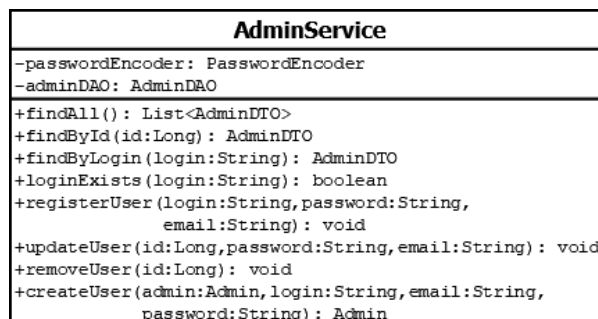 AdminService
-passwordEncoder: PasswordEncoder
-adminDAO: AdminDAO
+findAll(): List<AdminDTO>
+findById(id:Long): AdminDTO
+findByLogin(login:String): AdminDTO
+loginExists(login:String): boolean
+registerUser(login:String,password:String,
email:String): void
+updateUser(id:Long,password:String,email:String): void
+removeUser(id:Long): void
+createUser(admin:Admin,login:String,email:String,
password:String): Admin